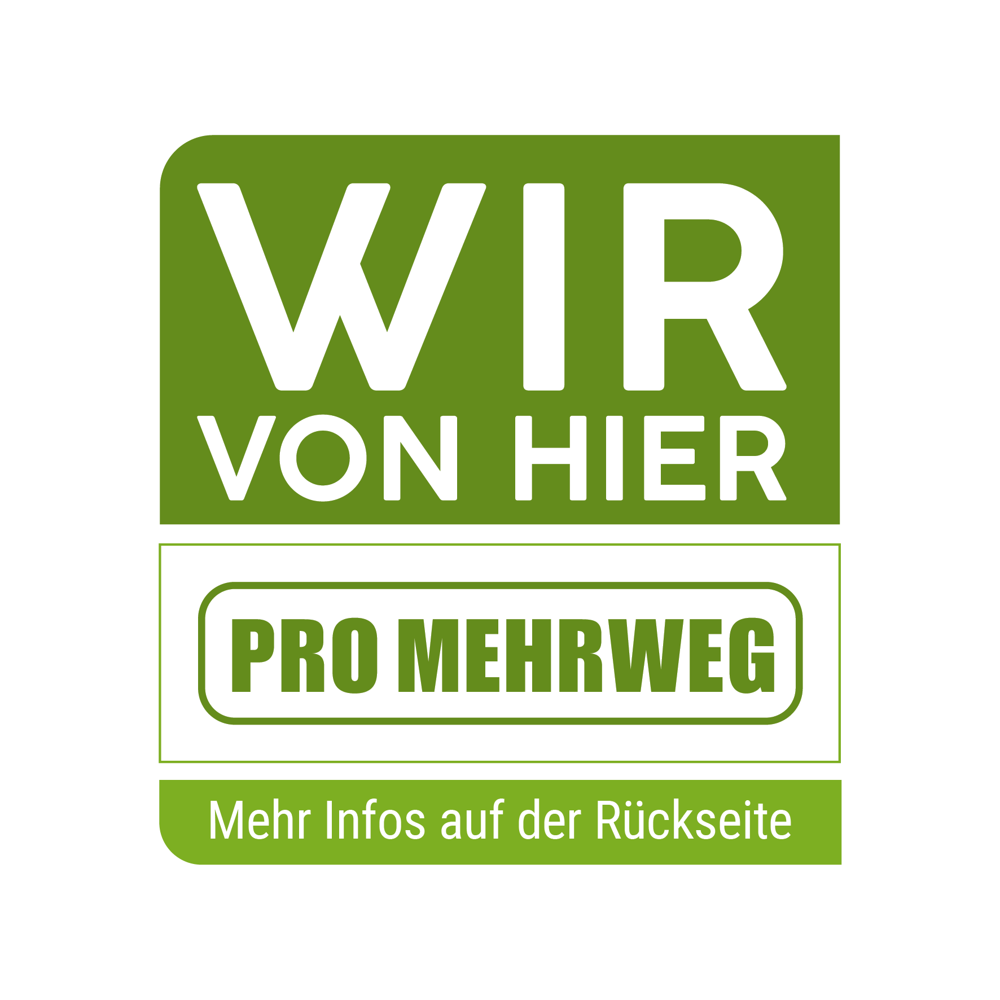 WIR
VON HIER
PRO MEHRWEG
Mehr Infos auf der Rückseite